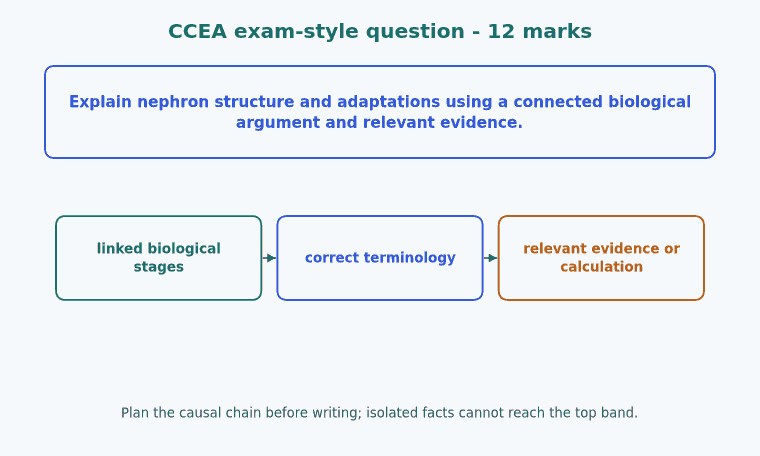 CCEA exam-style question - 12 marks
Explain nephron structure and adaptations using a connected biological
argument and relevant evidence.
linked biological
stages
correct terminology
relevant evidence or
calculation
Plan the causal chain before writing; isolated facts cannot reach the top band.